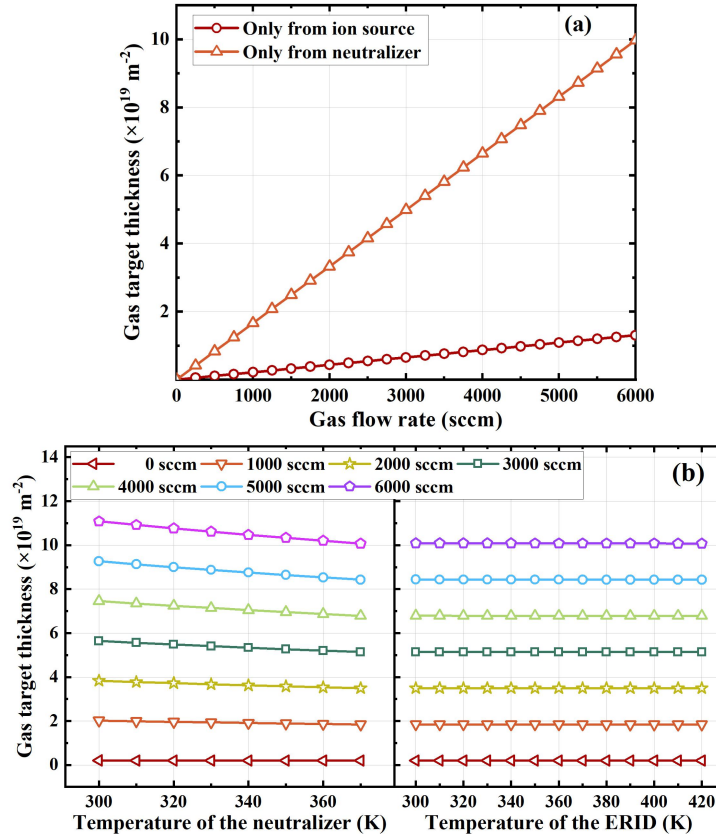 (a)
Only from ion source
Only from neutralizer
Gas target thickness (×10¹⁹ m⁻²)
10
8
6
4
2
0 1000 2000 3000 4000 5000 6000
Gas flow rate (sccm)
(b)
0 sccm 1000 sccm 2000 sccm 3000 sccm
4000 sccm 5000 sccm 6000 sccm
Gas target thickness (×10¹⁹ m⁻²)
14
12
10
8
6
4
2
0
300 320 340 360 300 320 340 360 380 400 420
Temperature of the neutralizer (K) Temperature of the ERID (K)